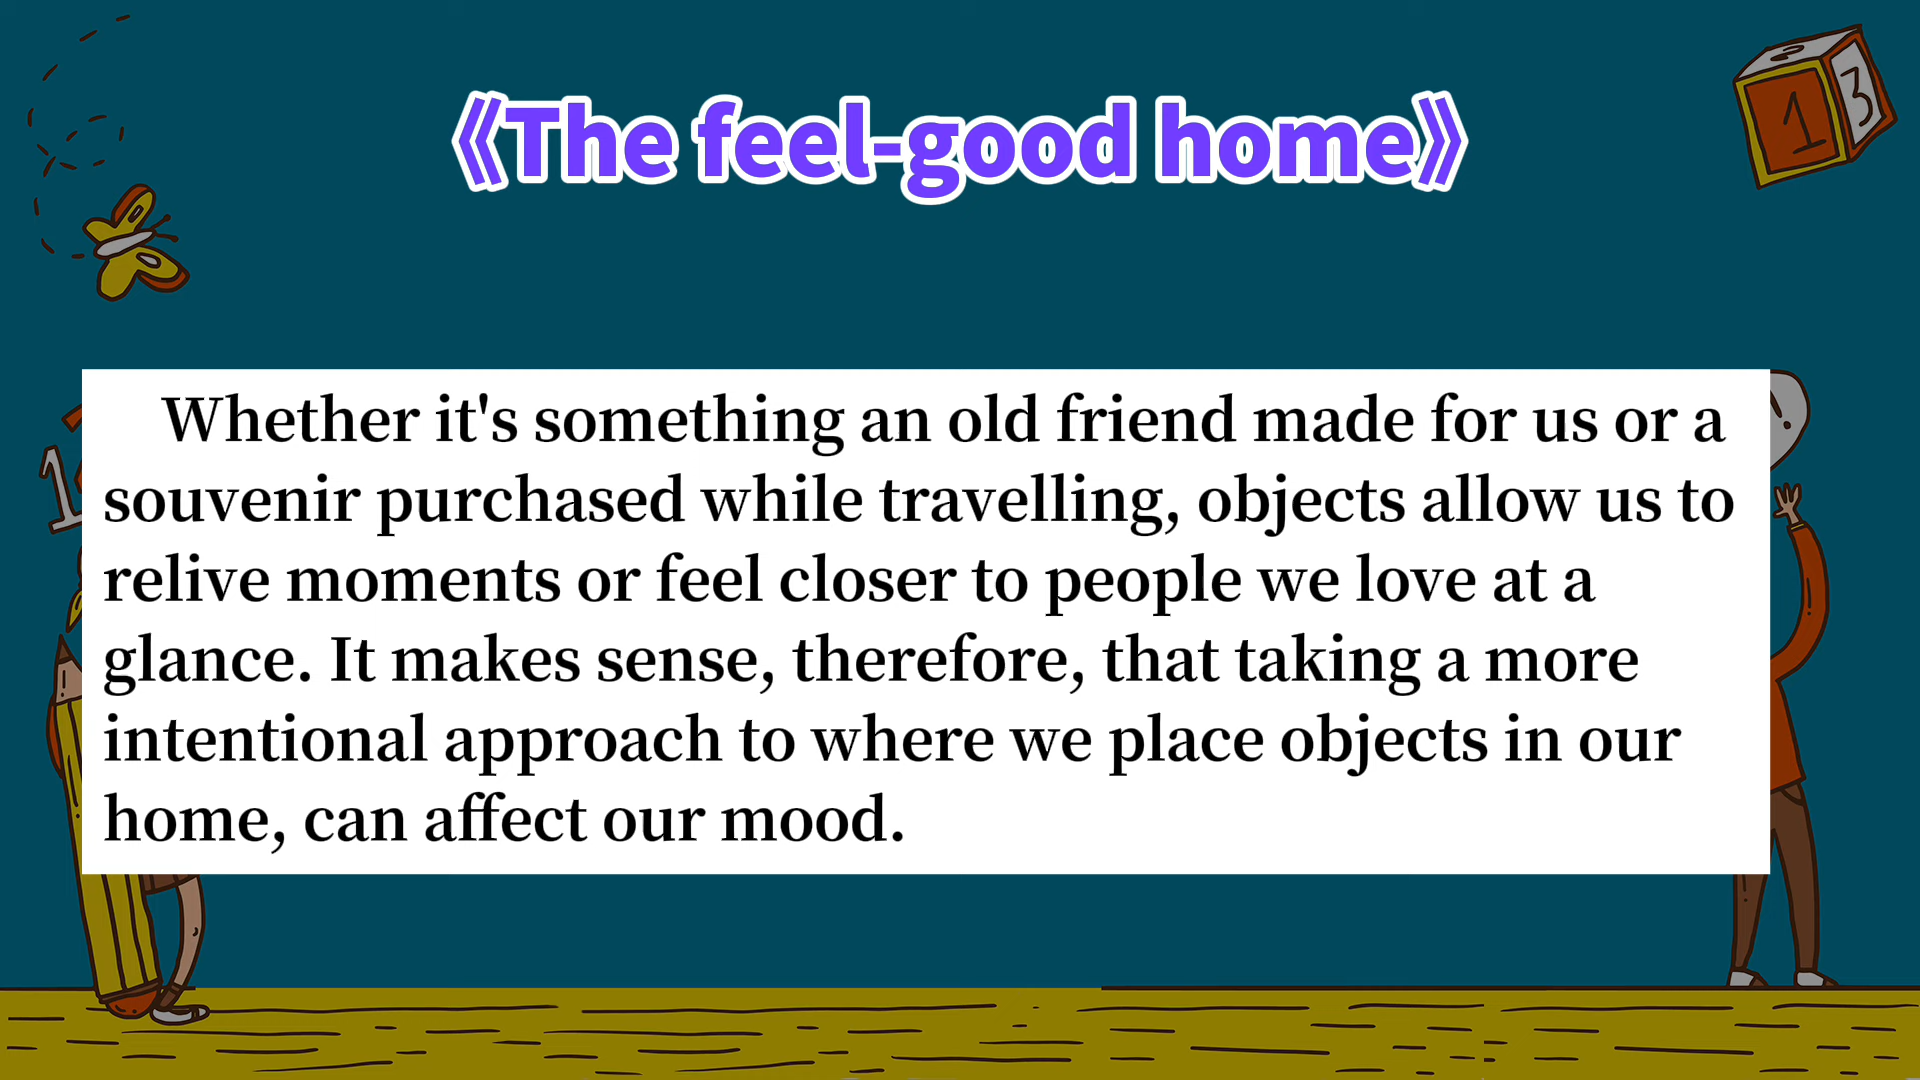 《The feel-good home》
Whether it's something an old friend made for us or a
souvenir purchased while travelling, objects allow us to
relive moments or feel closer to people we love at a
glance. It makes sense, therefore, that taking a more
intentional approach to where we place objects in our
home, can affect our mood.
1
3